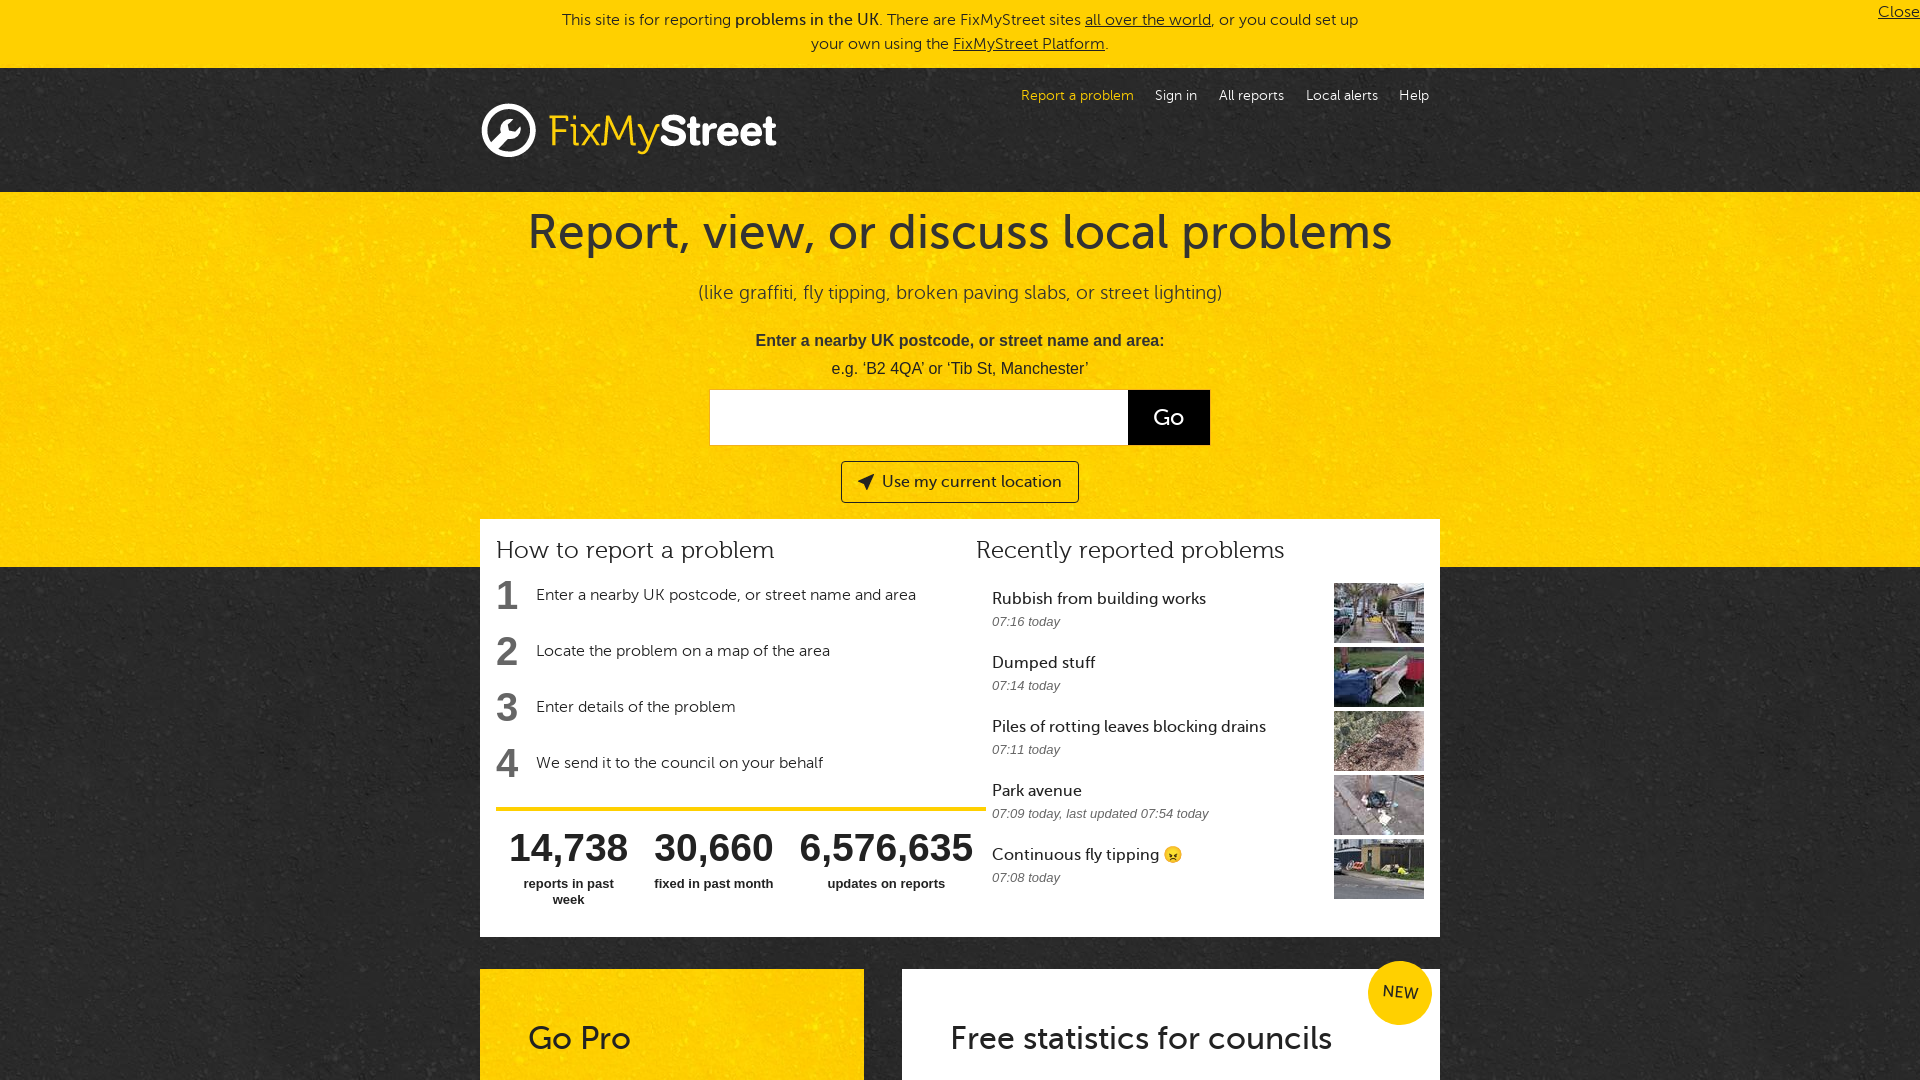 This site is for reporting problems in the UK. There are FixMyStreet sites all over the world, or you could set up
your own using the FixMyStreet Platform.
Close
Report a problem Sign in All reports Local alerts Help
FixMyStreet
Report, view, or discuss local problems
(like graffiti, fly tipping, broken paving slabs, or street lighting)
Enter a nearby UK postcode, or street name and area:
e.g. ‘B2 4QA’ or ‘Tib St, Manchester’
Go
Use my current location
How to report a problem
1 Enter a nearby UK postcode, or street name and area
2 Locate the problem on a map of the area
3 Enter details of the problem
4 We send it to the council on your behalf
14,738 30,660 6,576,635
reports in past fixed in past month updates on reports
week
Recently reported problems
Rubbish from building works
07:16 today
Dumped stuff
07:14 today
Piles of rotting leaves blocking drains
07:11 today
Park avenue
07:09 today, last updated 07:54 today
Continuous fly tipping 😠
07:08 today
Go Pro
NEW
Free statistics for councils